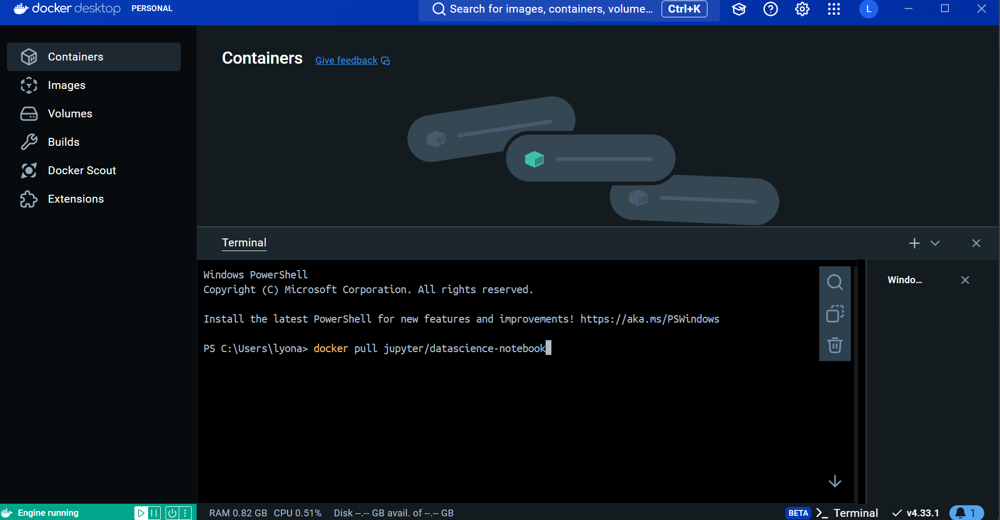 docker desktop PERSONAL
Search for images, containers, volume... Ctrl+K
L
Containers
Images
Volumes
Builds
Docker Scout
Extensions
Containers Give feedback
Terminal
Windows PowerShell
Copyright (C) Microsoft Corporation. All rights reserved.
Install the latest PowerShell for new features and improvements! https://aka.ms/PSWindows
PS C:\Users\lyona> docker pull jupyter/datascience-notebook
Windo...
Engine running
RAM 0.82 GB CPU 0.51% Disk --.-- GB avail. of --.-- GB
BETA Terminal v4.33.1 1